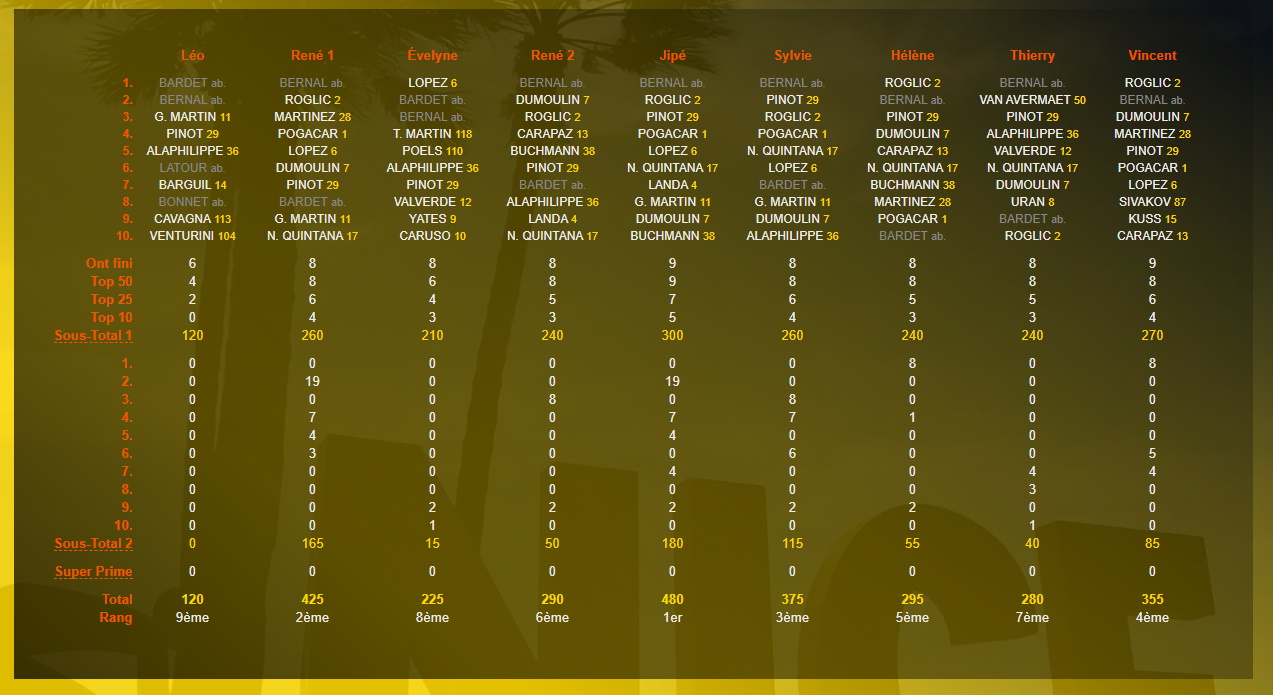 Léo René 1 Évelyne René 2 Jipé Sylvie Hélène Thierry Vincent
1. BARDET ab. BERNAL ab. LOPEZ 6 BERNAL ab. BERNAL ab. BERNAL ab. ROGLIC 2 BERNAL ab. ROGLIC 2
2. BERNAL ab. ROGLIC 2 BARDET ab. DUMOULIN 7 ROGLIC 2 PINOT 29 BERNAL ab. VAN AVERMAET 50 BERNAL ab.
3. G. MARTIN 11 MARTINEZ 28 BERNAL ab. ROGLIC 2 PINOT 29 ROGLIC 2 PINOT 29 PINOT 29 DUMOULIN 7
4. PINOT 29 POGACAR 1 T. MARTIN 118 CARAPAZ 13 POGACAR 1 POGACAR 1 DUMOULIN 7 ALAPHILIPPE 36 MARTINEZ 28
5. ALAPHILIPPE 36 LOPEZ 6 POELS 110 BUCHMANN 38 LOPEZ 6 N. QUINTANA 17 CARAPAZ 13 VALVERDE 12 PINOT 29
6. LATOUR ab. DUMOULIN 7 ALAPHILIPPE 36 PINOT 29 N. QUINTANA 17 LOPEZ 6 N. QUINTANA 17 N. QUINTANA 17 POGACAR 1
7. BARGUIL 14 PINOT 29 PINOT 29 BARDET ab. LANDA 4 BARDET ab. BUCHMANN 38 DUMOULIN 7 LOPEZ 6
8. BONNET ab. BARDET ab. VALVERDE 12 ALAPHILIPPE 36 G. MARTIN 11 G. MARTIN 11 MARTINEZ 28 URAN 8 SIVAKOV 87
9. CAVAGNA 113 G. MARTIN 11 YATES 9 LANDA 4 DUMOULIN 7 DUMOULIN 7 POGACAR 1 BARDET ab. KUSS 15
10. VENTURINI 104 N. QUINTANA 17 CARUSO 10 N. QUINTANA 17 BUCHMANN 38 ALAPHILIPPE 36 BARDET ab. ROGLIC 2 CARAPAZ 13
Ont fini 6 8 8 8 9 8 8 8 9
Top 50 4 8 6 8 9 8 8 8 8
Top 25 2 6 4 5 7 6 5 5 6
Top 10 0 4 3 3 5 4 3 3 4
Sous-Total 1 120 260 210 240 300 260 240 240 270
1. 0 0 0 0 0 0 8 0 8
2. 0 19 0 0 19 0 0 0 0
3. 0 0 0 8 0 8 0 0 0
4. 0 7 0 0 7 7 1 0 0
5. 0 4 0 0 4 0 0 0 0
6. 0 3 0 0 0 6 0 0 5
7. 0 0 0 0 4 0 0 4 4
8. 0 0 0 0 0 0 0 3 0
9. 0 0 2 2 2 2 2 0 0
10. 0 0 1 0 0 0 0 1 0
Sous-Total 2 0 165 15 50 180 115 55 40 85
Super Prime 0 0 0 0 0 0 0 0 0
Total 120 425 225 290 480 375 295 280 355
Rang 9ème 2ème 8ème 6ème 1er 3ème 5ème 7ème 4ème
NICE